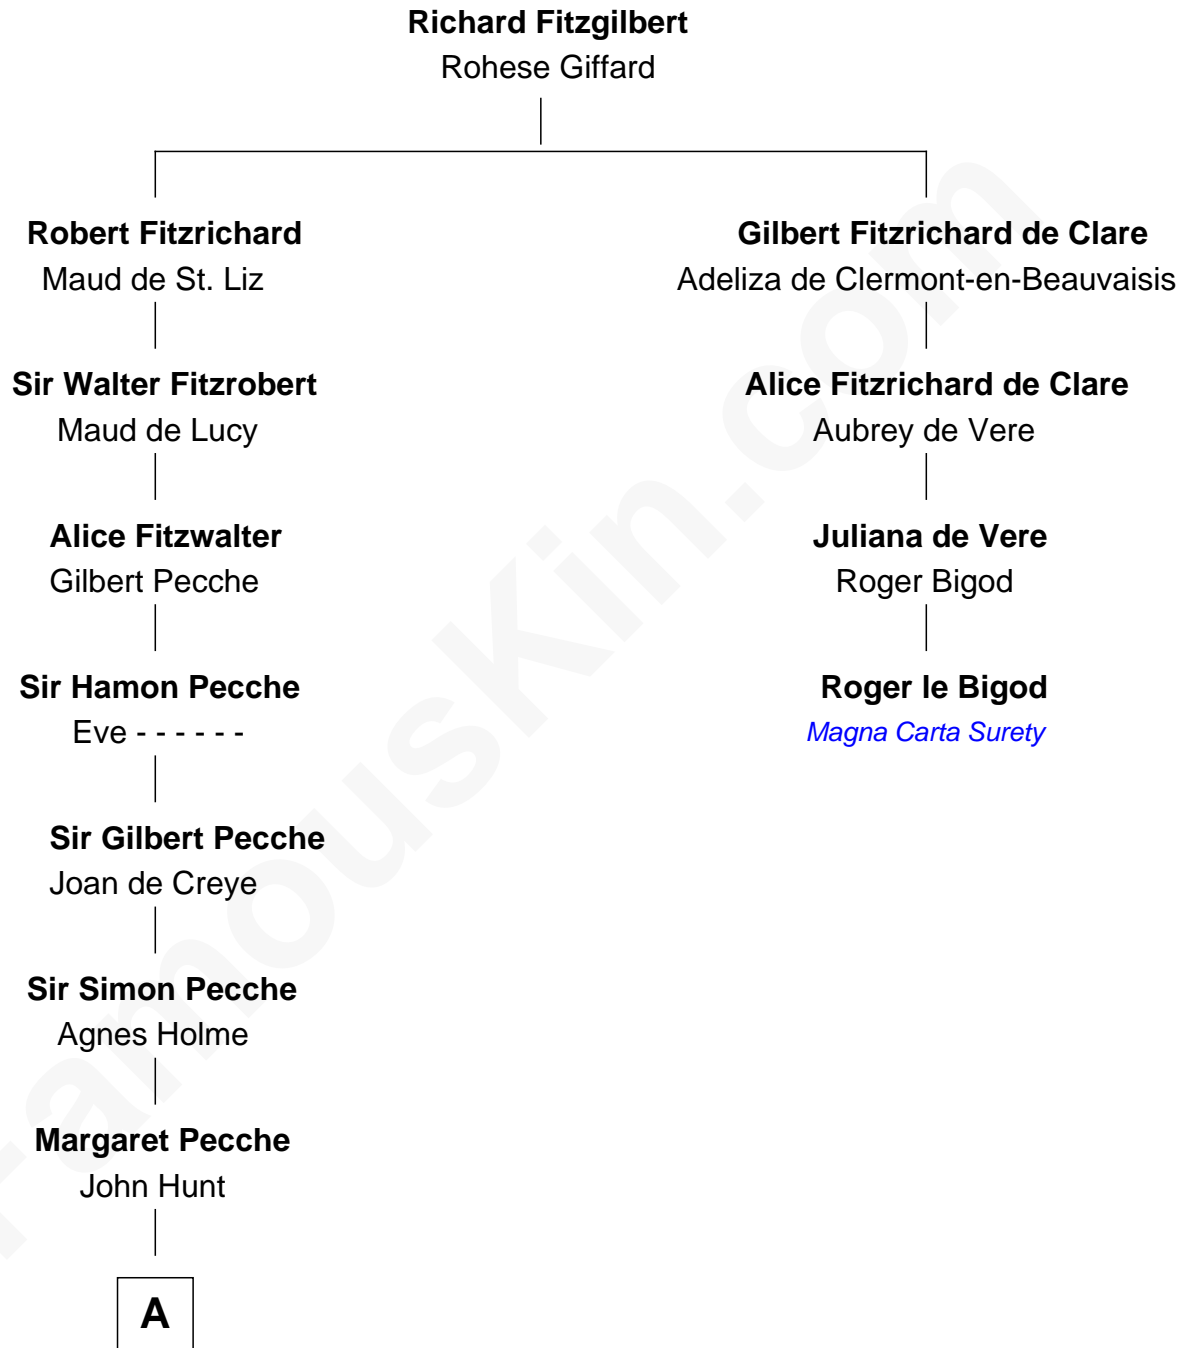 Richard Fitzgilbert
Rohese Giffard
Robert Fitzrichard
Maud de St. Liz
Gilbert Fitzrichard de Clare
Adeliza de Clermont-en-Beauvaisis
Sir Walter Fitzrobert
Maud de Lucy
Alice Fitzrichard de Clare
Aubrey de Vere
Alice Fitzwalter
Gilbert Pecche
Juliana de Vere
Roger Bigod
Sir Hamon Pecche
Eve - - - - - -
Roger le Bigod
Magna Carta Surety
Sir Gilbert Pecche
Joan de Creye
Sir Simon Pecche
Agnes Holme
Margaret Pecche
John Hunt
A
FamousKin.com